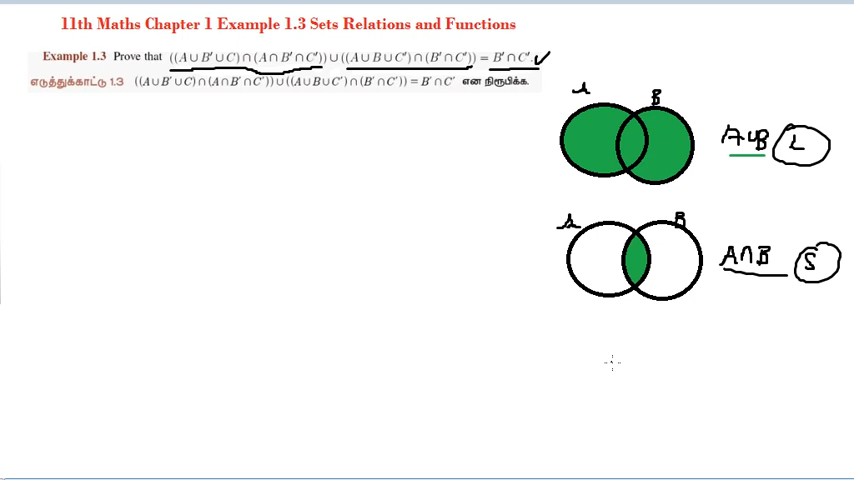 11th Maths Chapter 1 Example 1.3 Sets Relations and Functions
Example 1.3 Prove that ((A ∪ B′ ∪ C) ∩ (A ∩ B′ ∩ C′)) ∪ ((A ∪ B ∪ C′) ∩ (B′ ∩ C′)) = B′ ∩ C′.
எடுத்துக்காட்டு 1.3 ((A ∪ B′ ∪ C) ∩ (A ∩ B′ ∩ C′)) ∪ ((A ∪ B ∪ C′) ∩ (B′ ∩ C′)) = B′ ∩ C′ என நிரூபிக்க.
A B
A∪B L
A B
A∩B S